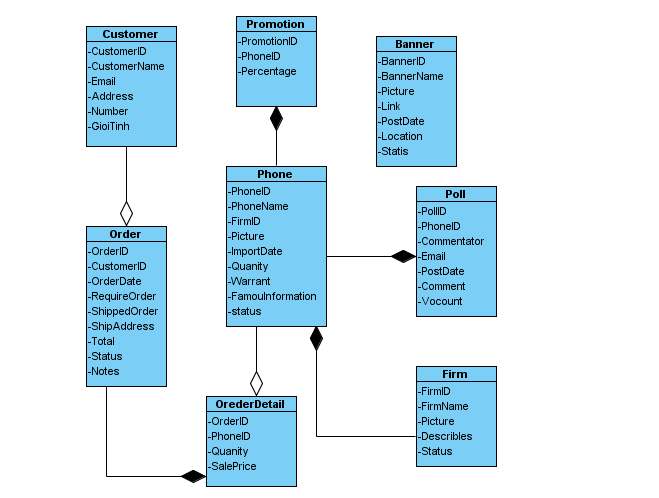 Customer
-CustomerID
-CustomerName
-Email
-Address
-Number
-GioiTinh
Promotion
-PromotionID
-PhoneID
-Percentage
Banner
-BannerID
-BannerName
-Picture
-Link
-PostDate
-Location
-Statis
Phone
-PhoneID
-PhoneName
-FirmID
-Picture
-ImportDate
-Quanity
-Warrant
-FamouInformation
-status
Poll
-PollID
-PhoneID
-Commentator
-Email
-PostDate
-Comment
-Vocount
Order
-OrderID
-CustomerID
-OrderDate
-RequireOrder
-ShippedOrder
-ShipAddress
-Total
-Status
-Notes
OrederDetail
-OrderID
-PhoneID
-Quanity
-SalePrice
Firm
-FirmID
-FirmName
-Picture
-Describles
-Status